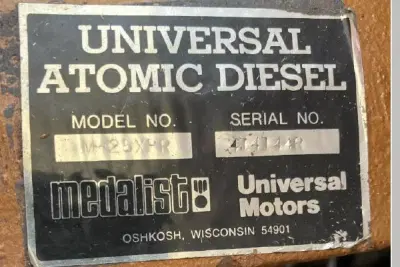 UNIVERSAL
ATOMIC DIESEL
MODEL NO. SERIAL NO.
medalist Universal
Motors
OSHKOSH, WISCONSIN 54901